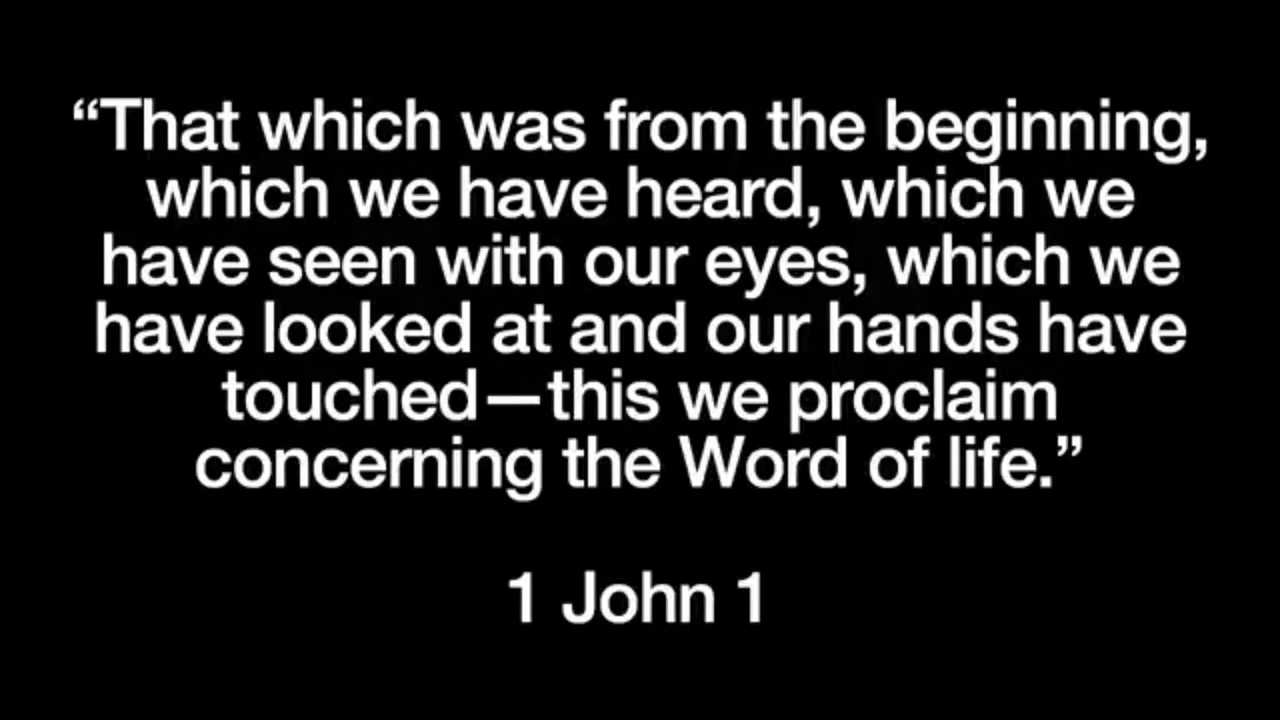 “That which was from the beginning,
which we have heard, which we
have seen with our eyes, which we
have looked at and our hands have
touched—this we proclaim
concerning the Word of life.”
1 John 1